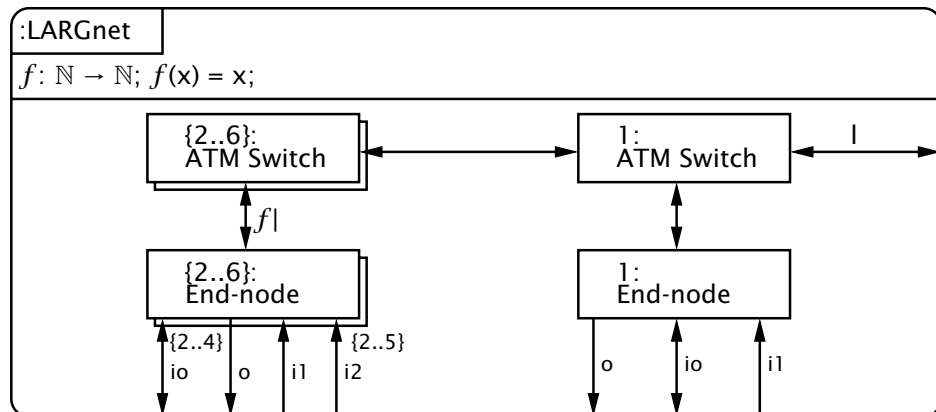 :LARGnet
f: ℕ → ℕ; f(x) = x;
{2..6}:
ATM Switch
1:
ATM Switch
l
f|
{2..6}:
End-node
1:
End-node
{2..4}
{2..5}
io
o
i1
i2
o
io
i1